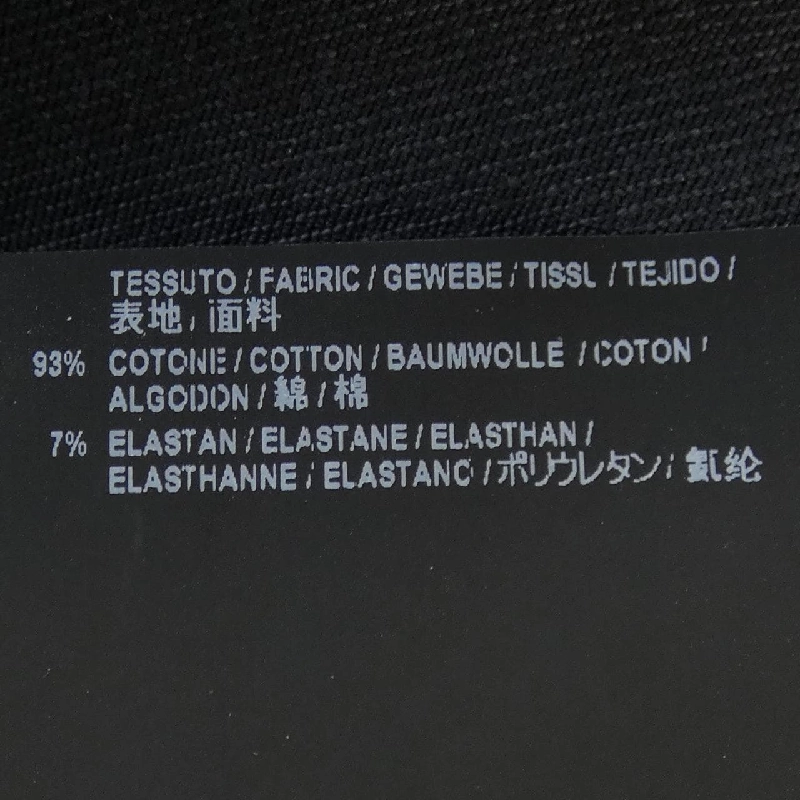 TESSUTO / FABRIC / GEWEBE / TISSU / TEJIDO /
表地 / 面料
93% COTONE / COTTON / BAUMWOLLE / COTON /
ALGODON / 綿 / 棉
7% ELASTAN / ELASTANE / ELASTHAN /
ELASTHANNE / ELASTANO / ポリウレタン / 氨纶